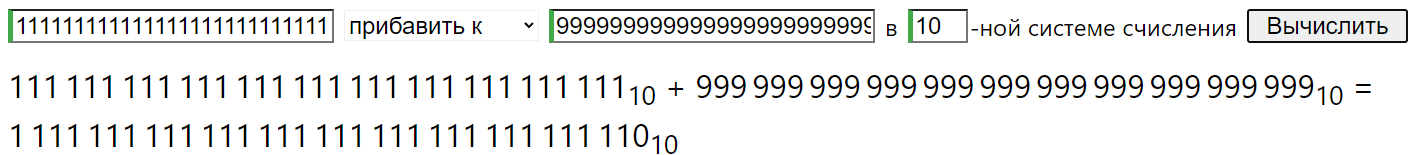 11111111111111111111111111 прибавить к 99999999999999999999999999 в 10 -ной системе счисления Вычислить
111 111 111 111 111 111 111 111 111 111 111₁₀ + 999 999 999 999 999 999 999 999 999 999 999₁₀ =
1 111 111 111 111 111 111 111 111 111 111 110₁₀